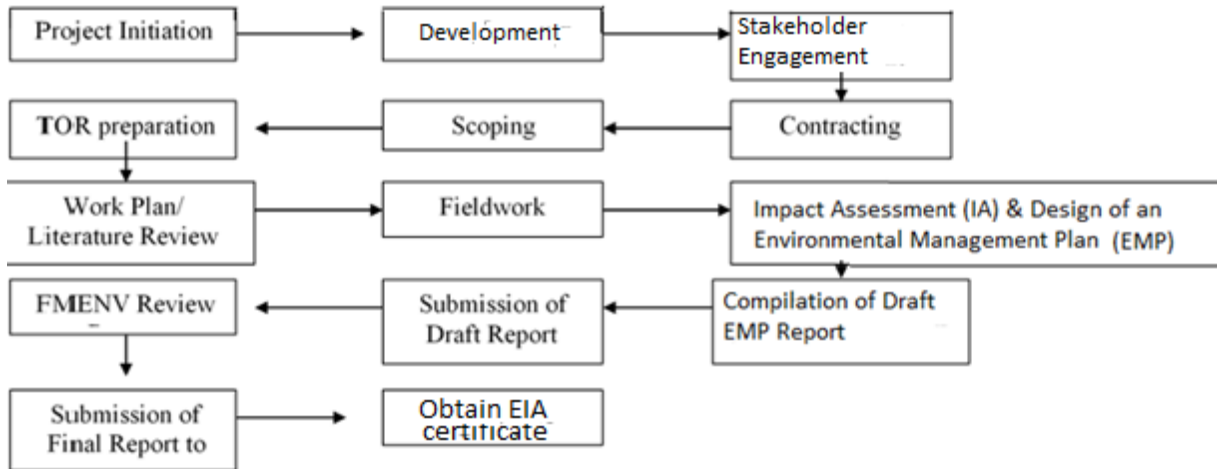 Project Initiation
Development
Stakeholder
Engagement
Contracting
Scoping
TOR preparation
Work Plan/
Literature Review
Fieldwork
Impact Assessment (IA) & Design of an
Environmental Management Plan (EMP)
Compilation of Draft
EMP Report
Submission of
Draft Report
FMENV Review
Submission of
Final Report to
Obtain EIA
certificate